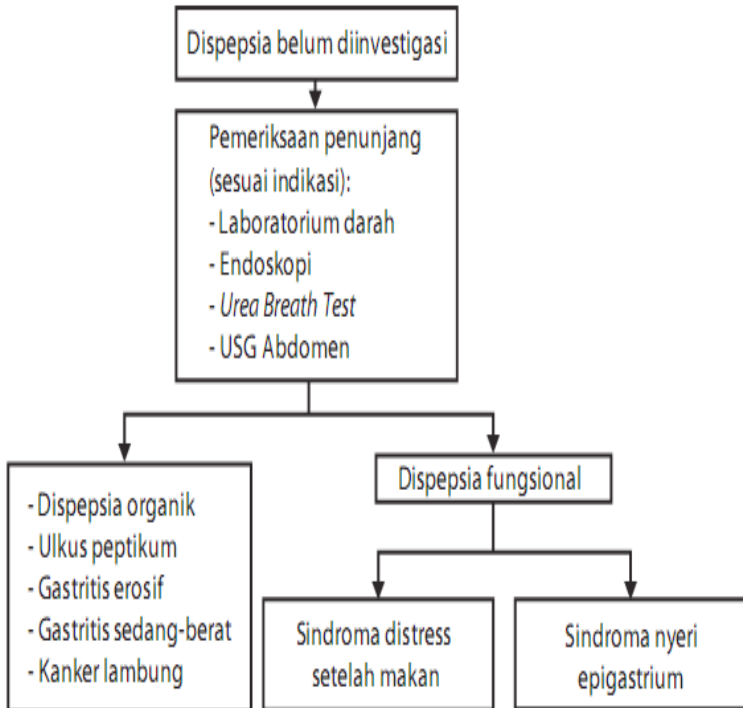 Dispepsia belum diinvestigasi
Pemeriksaan penunjang
(sesuai indikasi):
- Laboratorium darah
- Endoskopi
- Urea Breath Test
- USG Abdomen
- Dispepsia organik
- Ulkus peptikum
- Gastritis erosif
- Gastritis sedang-berat
- Kanker lambung
Dispepsia fungsional
Sindroma distress
setelah makan
Sindroma nyeri
epigastrium